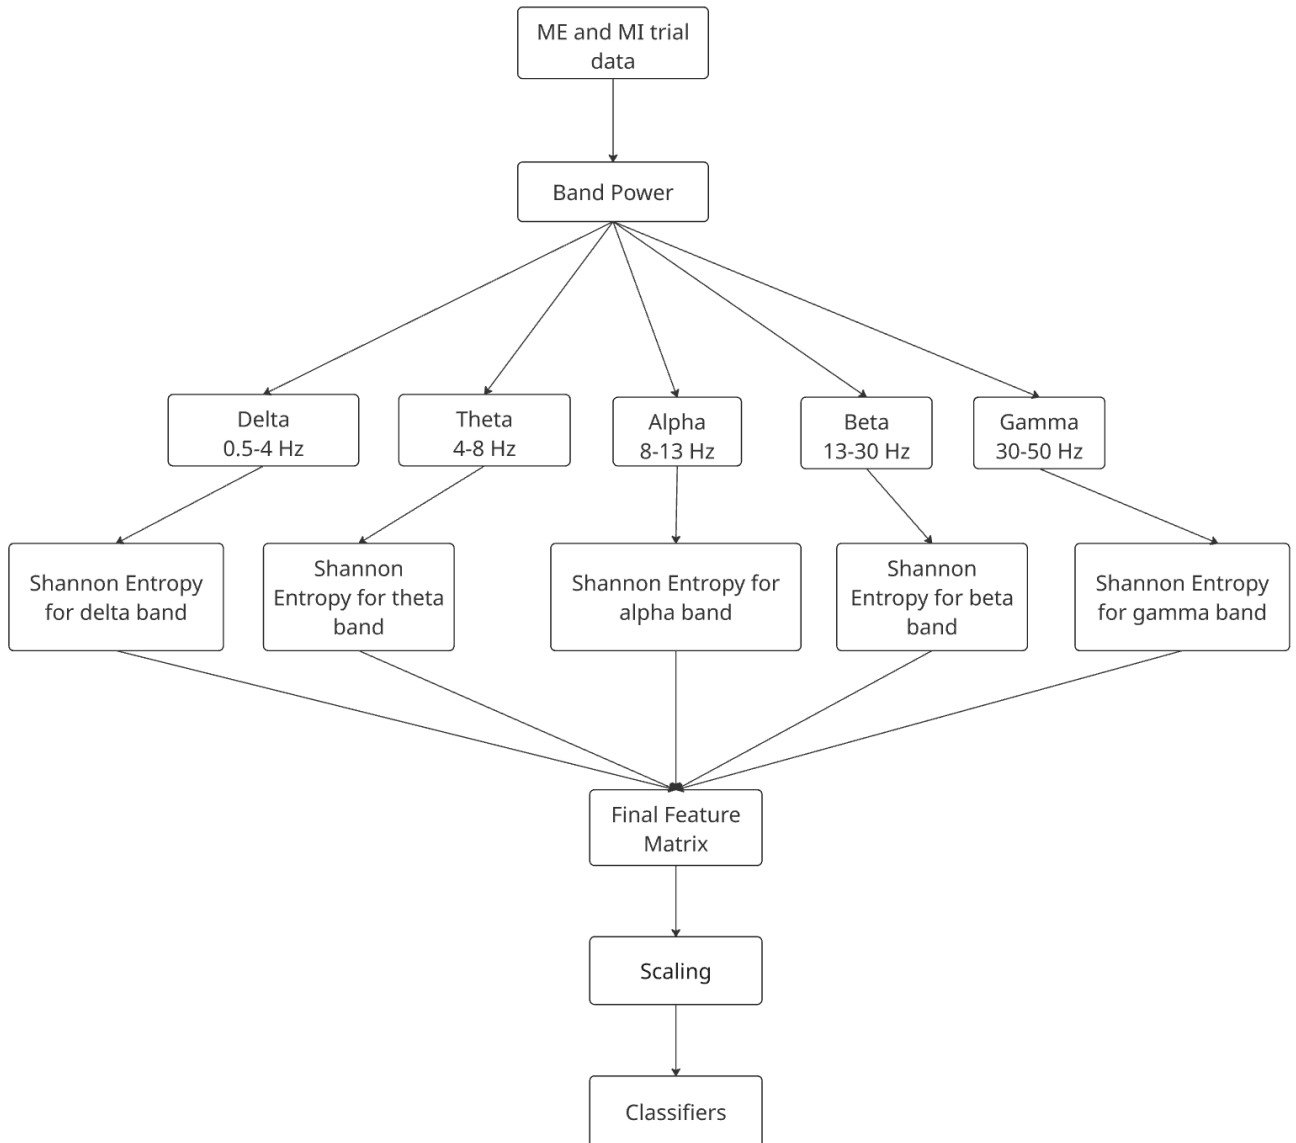 ME and MI trial
data
Band Power
Delta
0.5-4 Hz
Theta
4-8 Hz
Alpha
8-13 Hz
Beta
13-30 Hz
Gamma
30-50 Hz
Shannon Entropy
for delta band
Shannon
Entropy for theta
band
Shannon Entropy for
alpha band
Shannon
Entropy for beta
band
Shannon Entropy
for gamma band
Final Feature
Matrix
Scaling
Classifiers